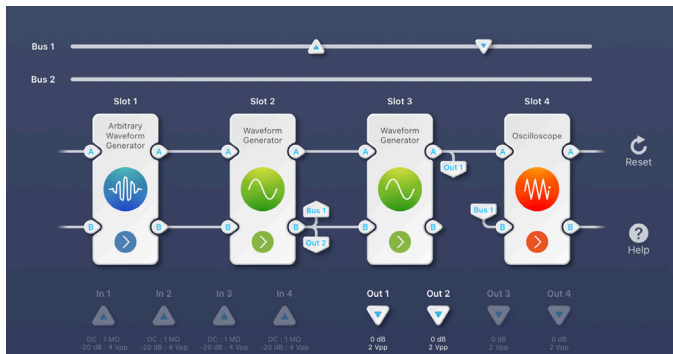 Bus 1
Bus 2
Slot 1 Slot 2 Slot 3 Slot 4
Arbitrary
Waveform
Generator
Waveform
Generator
Waveform
Generator
Oscilloscope
A A A A A A A A
Out 1
Reset
Bus 1
Bus 1
B B B B B B B B
Out 2
Help
In 1 In 2 In 3 In 4 Out 1 Out 2 Out 3 Out 4
DC : 1 MΩ DC : 1 MΩ DC : 1 MΩ DC : 1 MΩ 0 dB 0 dB 0 dB 0 dB
-20 dB : 4 Vpp -20 dB : 4 Vpp -20 dB : 4 Vpp -20 dB : 4 Vpp 2 Vpp 2 Vpp 2 Vpp 2 Vpp